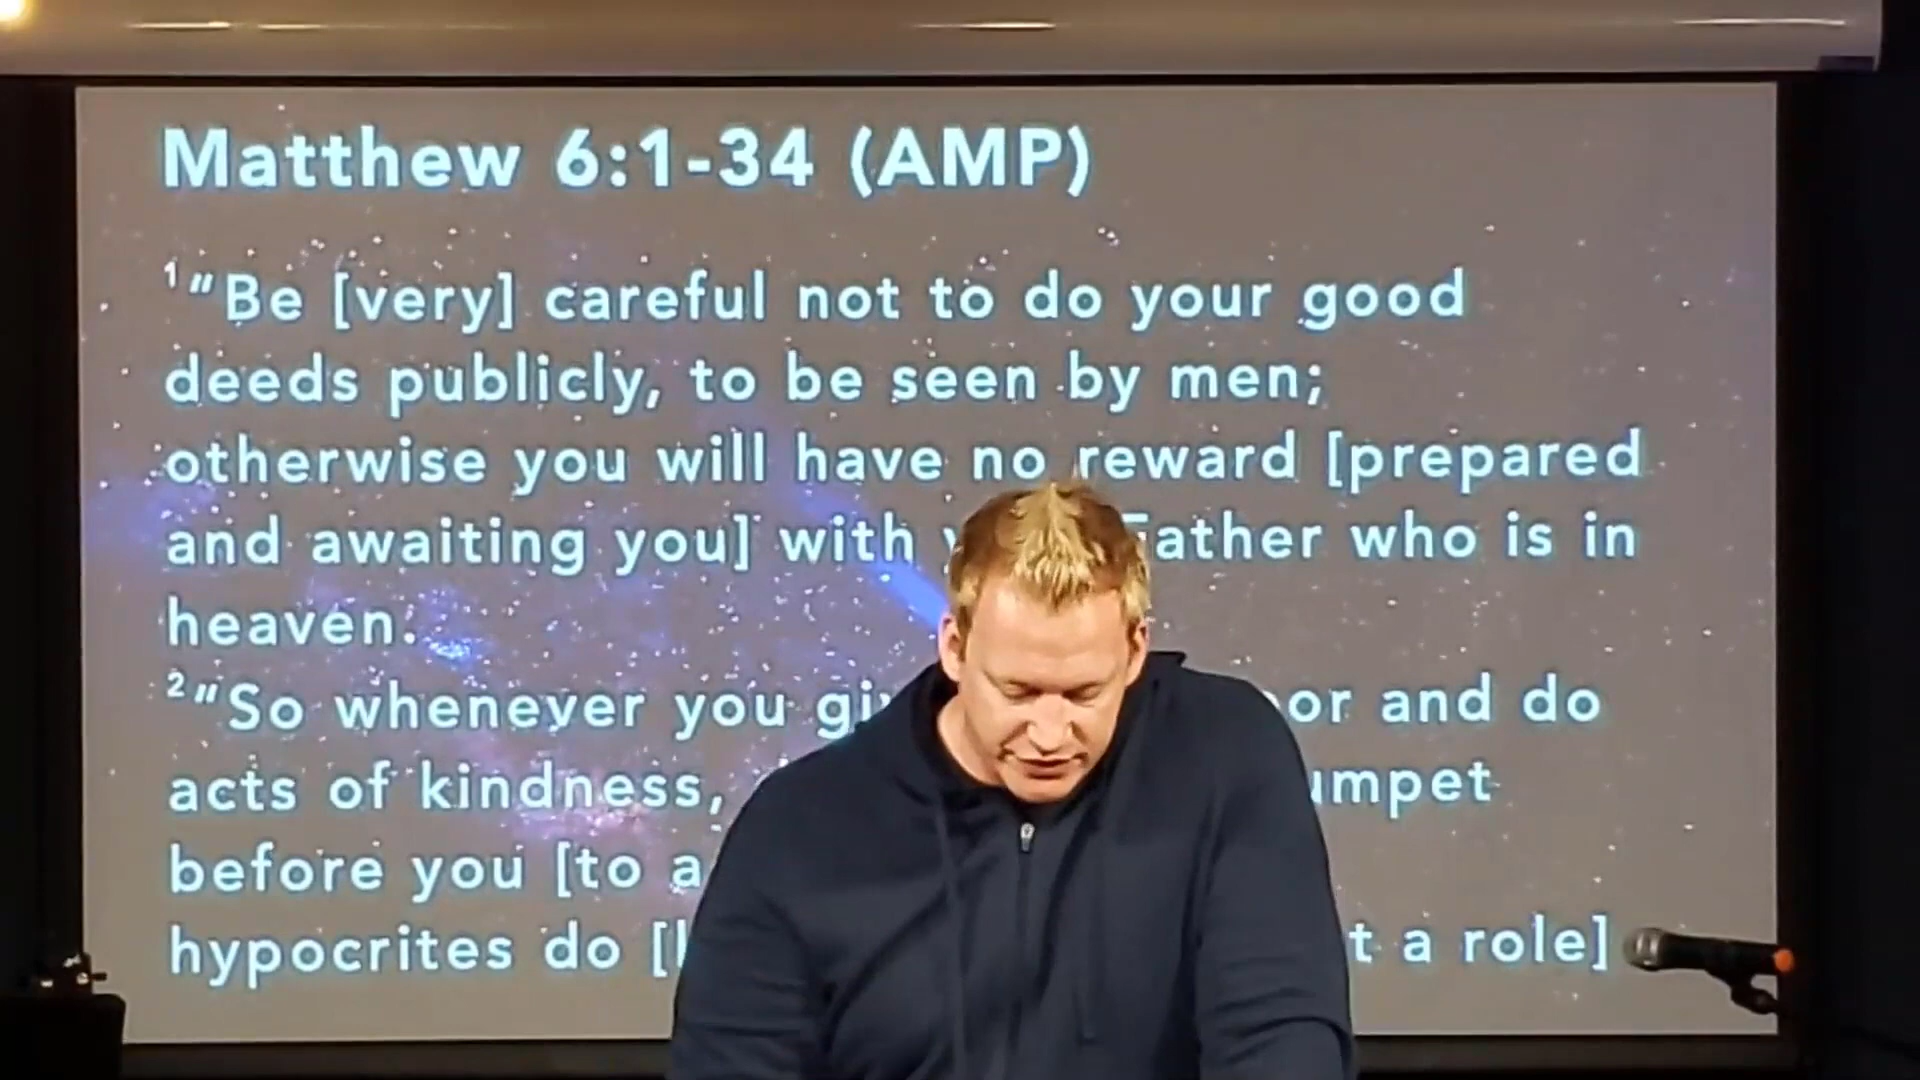 Matthew 6:1-34 (AMP)
1 "Be [very] careful not to do your good
deeds publicly, to be seen by men;
otherwise you will have no reward [prepared
and awaiting you] with Father who is in
heaven.
2 "So whenever you and do
acts of kindness,
before you [to
hypocrites do a role]